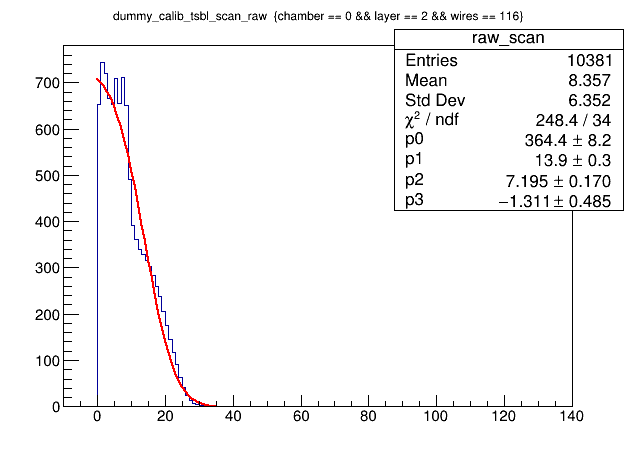 dummy_calib_tsbl_scan_raw {chamber == 0 && layer == 2 && wires == 116}
raw_scan
Entries 10381
Mean 8.357
Std Dev 6.352
χ² / ndf 248.4 / 34
p0 364.4 ± 8.2
p1 13.9 ± 0.3
p2 7.195 ± 0.170
p3 −1.311 ± 0.485
700
600
500
400
300
200
100
0
0 20 40 60 80 100 120 140